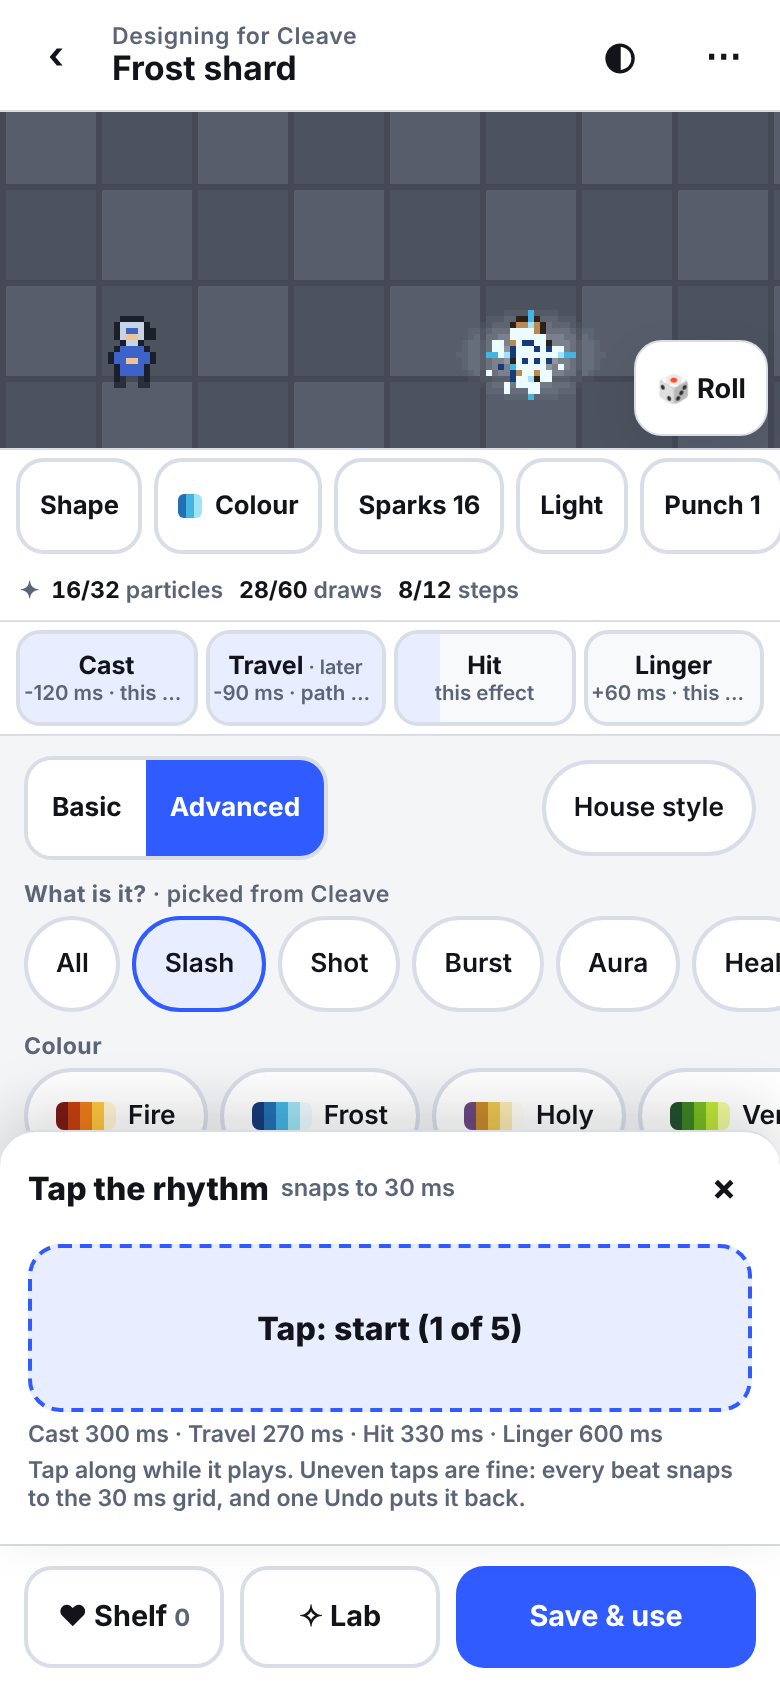 Designing for Cleave
Frost shard
Roll
Shape
Colour
Sparks 16
Light
Punch 1
16/32 particles 28/60 draws 8/12 steps
Cast
-120 ms · this ...
Travel · later
-90 ms · path ...
Hit
this effect
Linger
+60 ms · this ...
Basic
Advanced
House style
What is it? · picked from Cleave
All
Slash
Shot
Burst
Aura
Heal
Colour
Fire
Frost
Holy
Tap the rhythm snaps to 30 ms
Tap: start (1 of 5)
Cast 300 ms · Travel 270 ms · Hit 330 ms · Linger 600 ms
Tap along while it plays. Uneven taps are fine: every beat snaps
to the 30 ms grid, and one Undo puts it back.
Shelf 0
Lab
Save & use